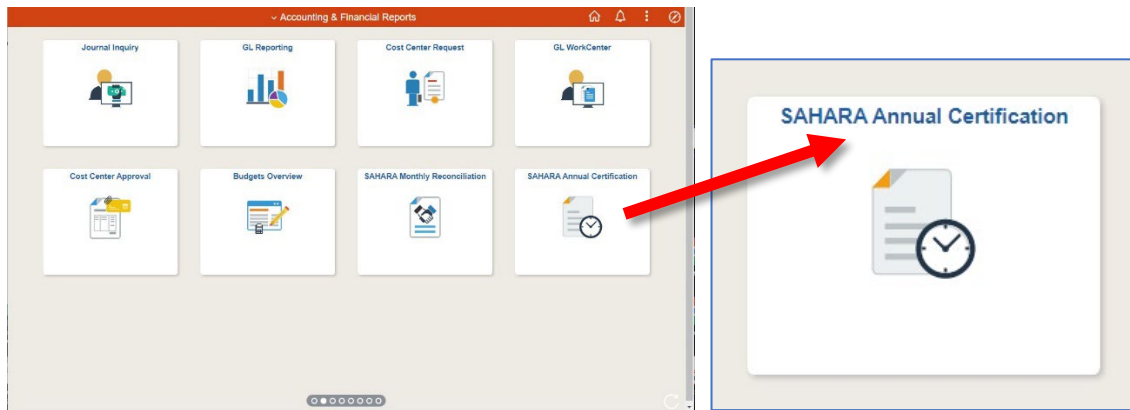 Accounting & Financial Reports
Journal Inquiry
GL Reporting
Cost Center Request
GL WorkCenter
Cost Center Approval
Budgets Overview
SAHARA Monthly Reconciliation
SAHARA Annual Certification
SAHARA Annual Certification